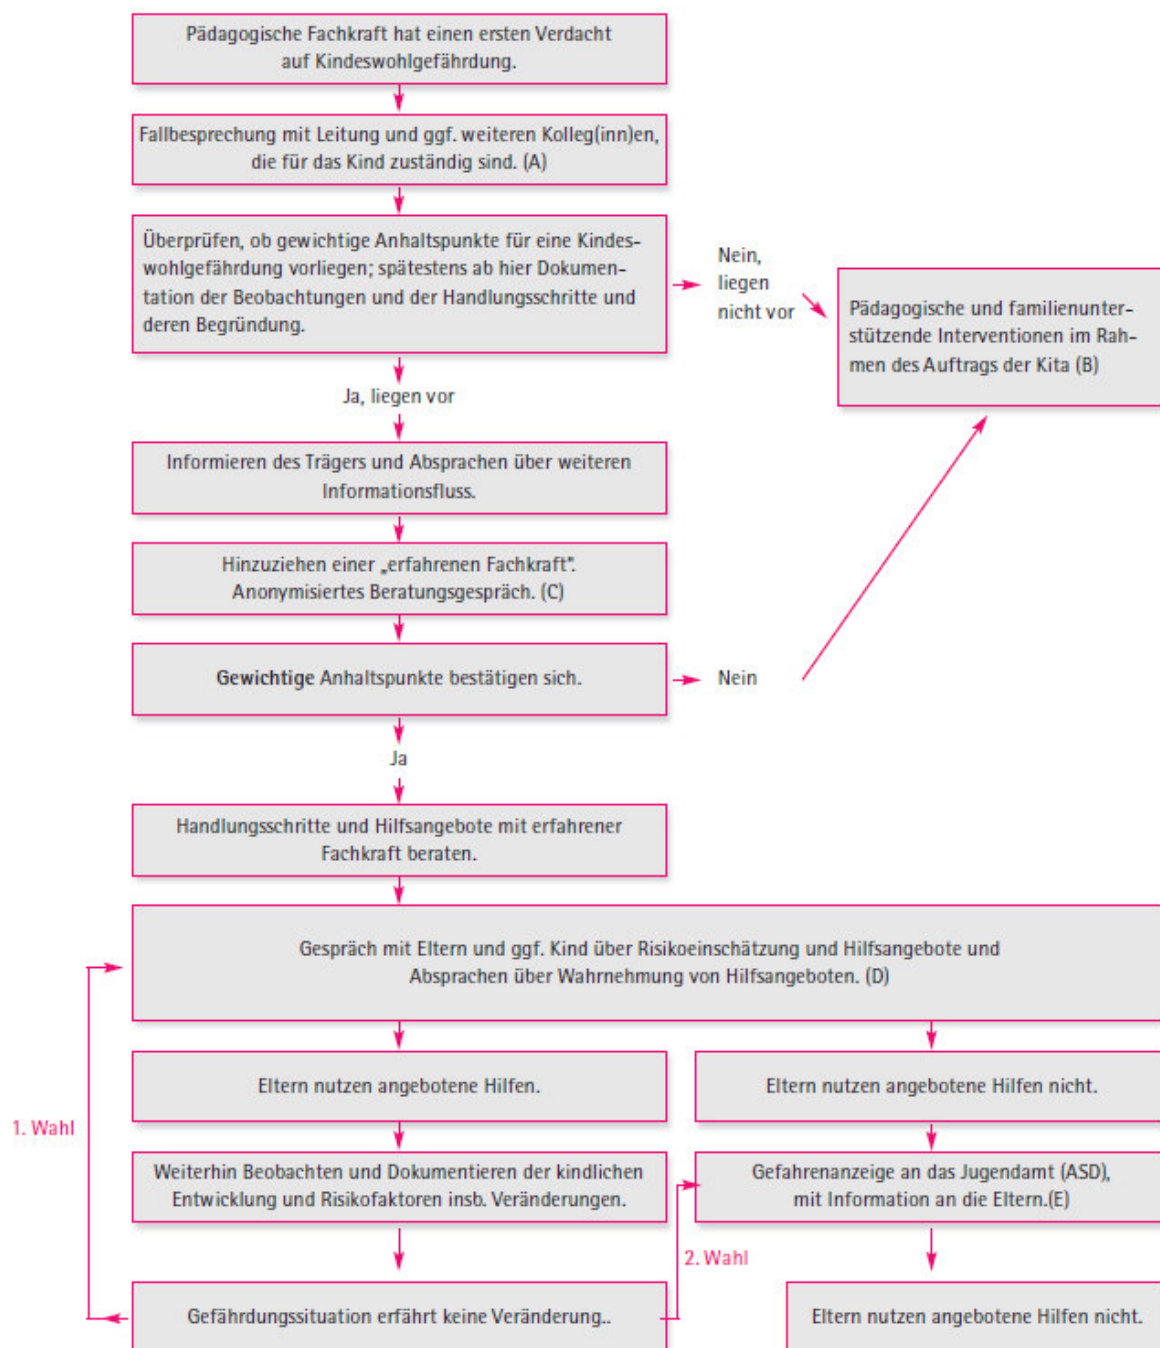 Pädagogische Fachkraft hat einen ersten Verdacht
auf Kindeswohlgefährdung.
Fallbesprechung mit Leitung und ggf. weiteren Kolleg(inn)en,
die für das Kind zuständig sind. (A)
Überprüfen, ob gewichtige Anhaltspunkte für eine Kindes-
wohlgefährdung vorliegen; spätestens ab hier Dokumen-
tation der Beobachtungen und der Handlungsschritte und
deren Begründung.
Nein,
liegen
nicht vor
Pädagogische und familienunter-
stützende Interventionen im Rah-
men des Auftrags der Kita (B)
Ja, liegen vor
Informieren des Trägers und Absprachen über weiteren
Informationsfluss.
Hinzuziehen einer „erfahrenen Fachkraft“.
Anonymisiertes Beratungsgespräch. (C)
Gewichtige Anhaltspunkte bestätigen sich.
Nein
Ja
Handlungsschritte und Hilfsangebote mit erfahrener
Fachkraft beraten.
Gespräch mit Eltern und ggf. Kind über Risikoeinschätzung und Hilfsangebote und
Absprachen über Wahrnehmung von Hilfsangeboten. (D)
Eltern nutzen angebotene Hilfen.
Eltern nutzen angebotene Hilfen nicht.
1. Wahl
Weiterhin Beobachten und Dokumentieren der kindlichen
Entwicklung und Risikofaktoren insb. Veränderungen.
Gefahrenanzeige an das Jugendamt (ASD),
mit Information an die Eltern.(E)
2. Wahl
Gefährdungssituation erfährt keine Veränderung..
Eltern nutzen angebotene Hilfen nicht.